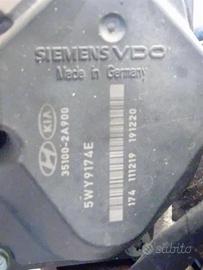 SIEMENS VDO
Made in Germany
KIA
35100-2A900
5WY9174E
174 111219 191220
subito